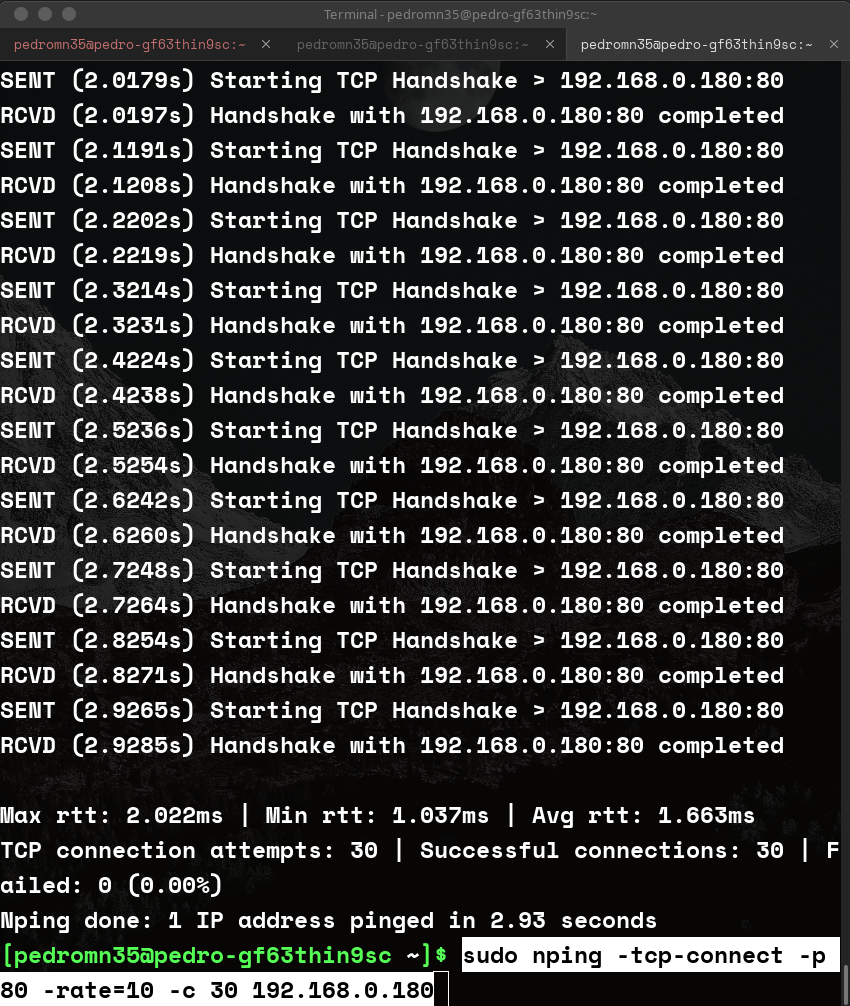 Terminal - pedromn35@pedro-gf63thin9sc:~
pedromn35@pedro-gf63thin9sc:~ × pedromn35@pedro-gf63thin9sc:~ × pedromn35@pedro-gf63thin9sc:~ ×
SENT (2.0179s) Starting TCP Handshake > 192.168.0.180:80
RCVD (2.0197s) Handshake with 192.168.0.180:80 completed
SENT (2.1191s) Starting TCP Handshake > 192.168.0.180:80
RCVD (2.1208s) Handshake with 192.168.0.180:80 completed
SENT (2.2202s) Starting TCP Handshake > 192.168.0.180:80
RCVD (2.2219s) Handshake with 192.168.0.180:80 completed
SENT (2.3214s) Starting TCP Handshake > 192.168.0.180:80
RCVD (2.3231s) Handshake with 192.168.0.180:80 completed
SENT (2.4224s) Starting TCP Handshake > 192.168.0.180:80
RCVD (2.4238s) Handshake with 192.168.0.180:80 completed
SENT (2.5236s) Starting TCP Handshake > 192.168.0.180:80
RCVD (2.5254s) Handshake with 192.168.0.180:80 completed
SENT (2.6242s) Starting TCP Handshake > 192.168.0.180:80
RCVD (2.6260s) Handshake with 192.168.0.180:80 completed
SENT (2.7248s) Starting TCP Handshake > 192.168.0.180:80
RCVD (2.7264s) Handshake with 192.168.0.180:80 completed
SENT (2.8254s) Starting TCP Handshake > 192.168.0.180:80
RCVD (2.8271s) Handshake with 192.168.0.180:80 completed
SENT (2.9265s) Starting TCP Handshake > 192.168.0.180:80
RCVD (2.9285s) Handshake with 192.168.0.180:80 completed
Max rtt: 2.022ms | Min rtt: 1.037ms | Avg rtt: 1.663ms
TCP connection attempts: 30 | Successful connections: 30 | F
ailed: 0 (0.00%)
Nping done: 1 IP address pinged in 2.93 seconds
[pedromn35@pedro-gf63thin9sc ~]$ sudo nping -tcp-connect -p
80 -rate=10 -c 30 192.168.0.180